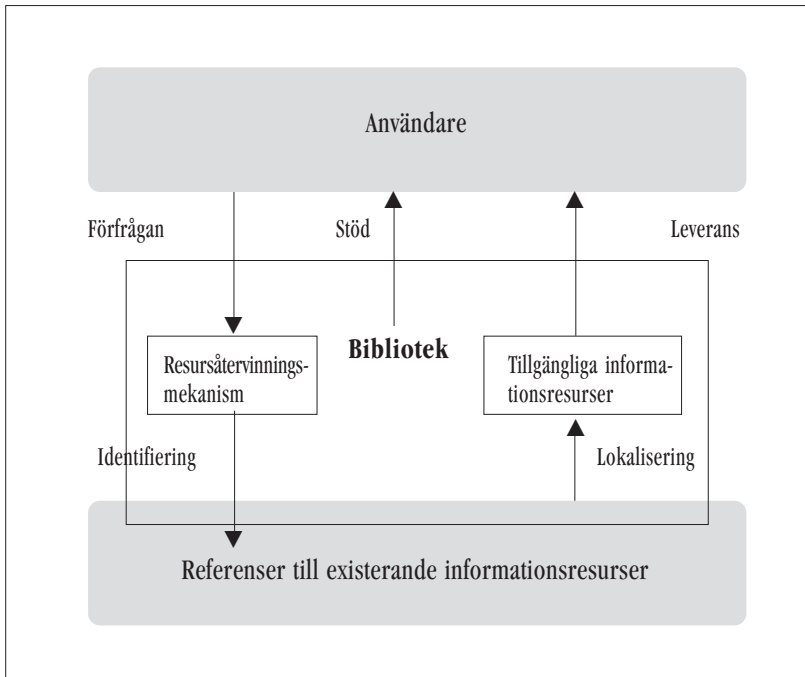 Användare
Förfrågan
Stöd
Leverans
Resursåtervinnings-
mekanism
Bibliotek
Tillgängliga informa-
tionsresurser
Identifiering
Lokalisering
Referenser till existerande informationsresurser